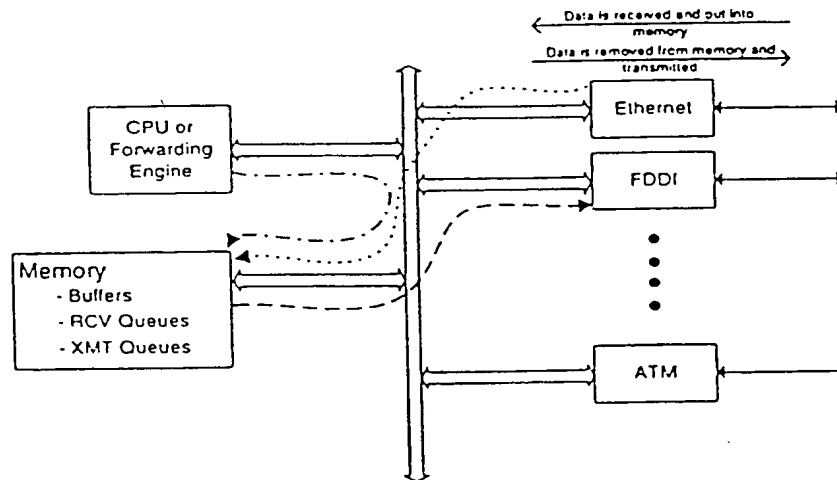 Data is received and put into
memory
Data is removed from memory and
transmitted
Ethernet
CPU or
Forwarding
Engine
FDDI
Memory
- Buffers
- RCV Queues
- XMT Queues
ATM